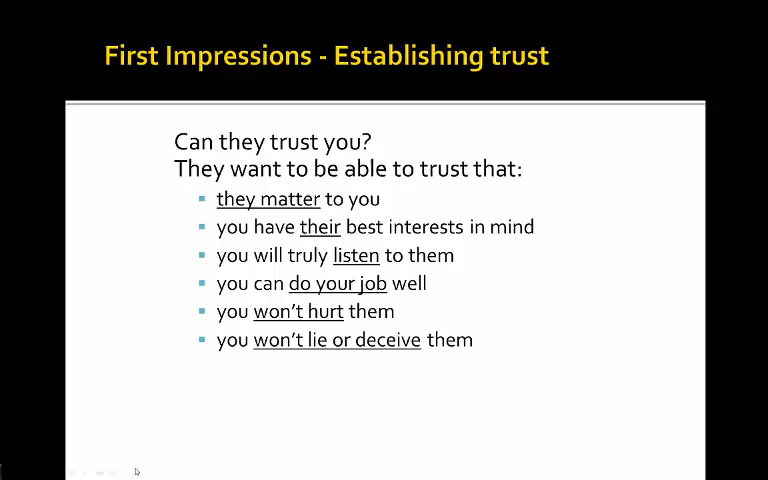 First Impressions - Establishing trust
Can they trust you?
They want to be able to trust that:
▪ they matter to you
▪ you have their best interests in mind
▪ you will truly listen to them
▪ you can do your job well
▪ you won't hurt them
▪ you won't lie or deceive them